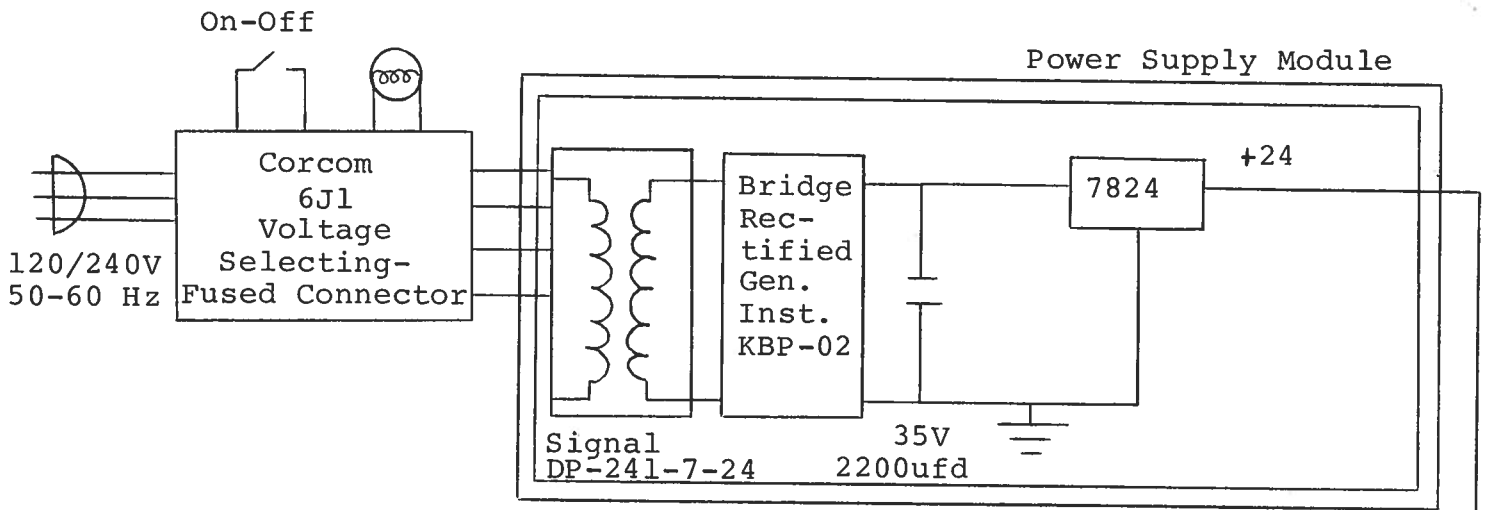 On-Off
Power Supply Module
Corcom
6J1
Voltage
Selecting-
Fused Connector
120/240V
50-60 Hz
Bridge
Rec-
tified
Gen.
Inst.
KBP-02
7824
+24
Signal
DP-241-7-24
35V
2200ufd